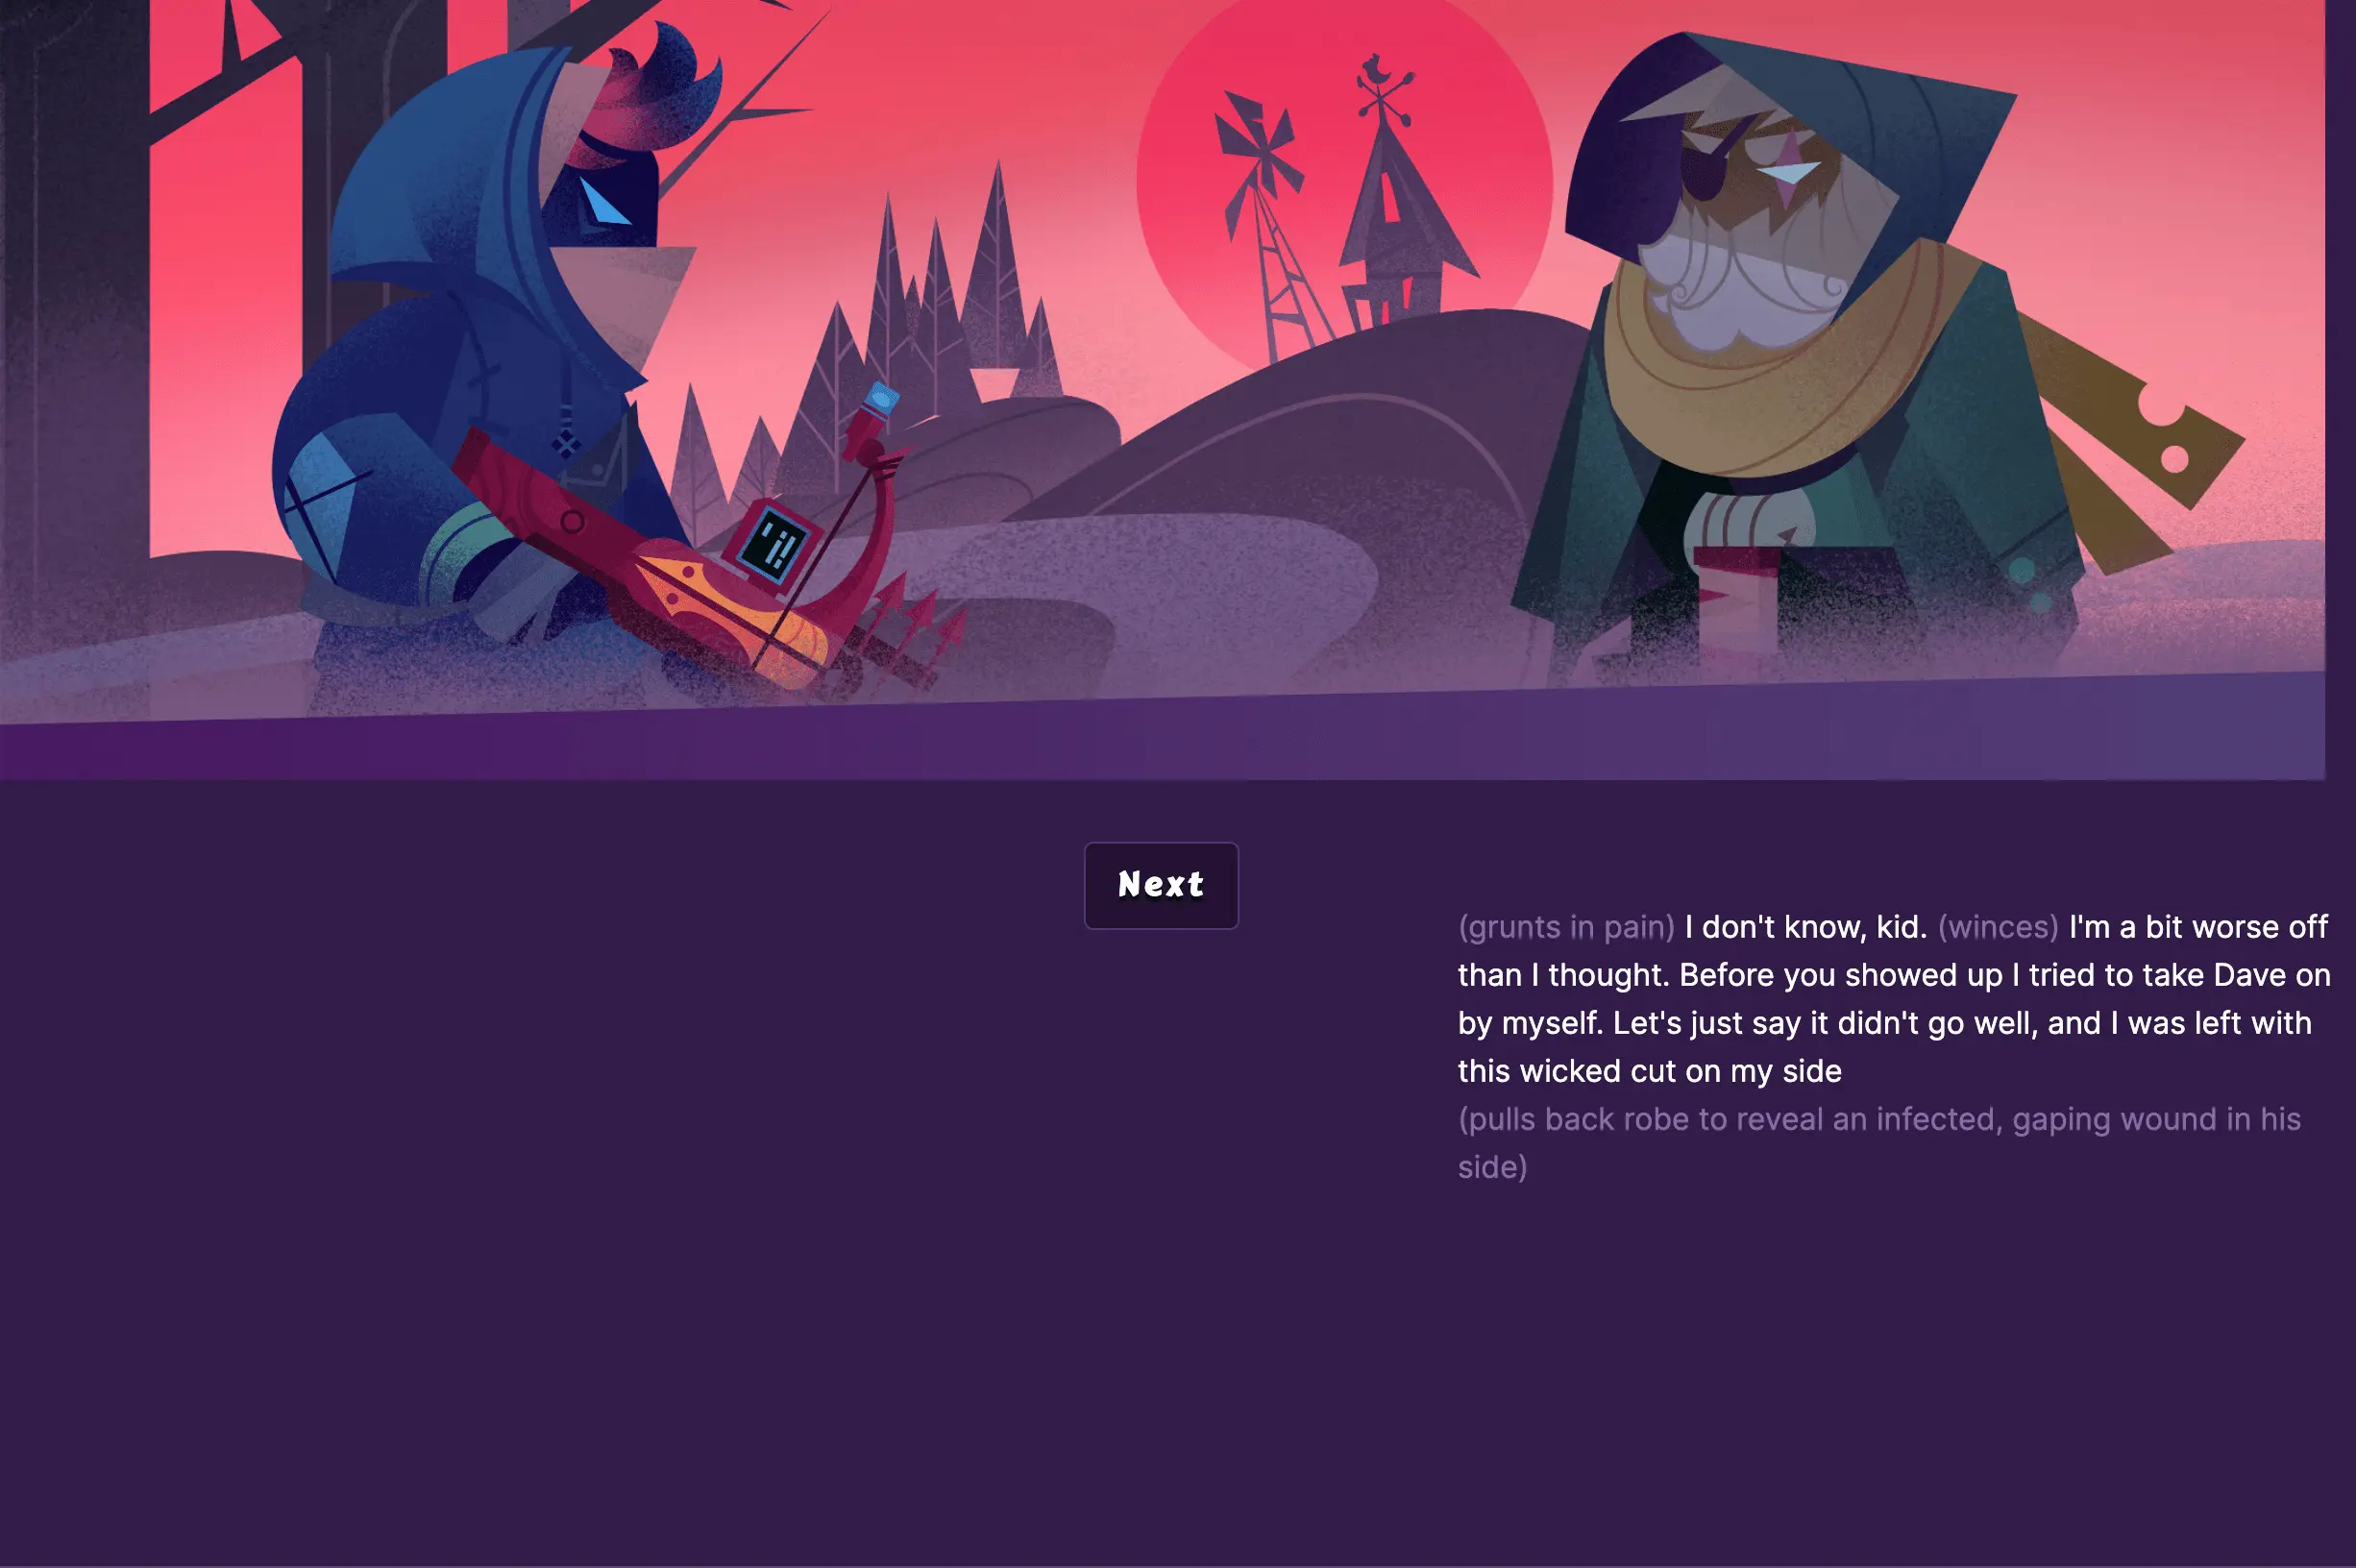 Next
(grunts in pain) I don't know, kid. (winces) I'm a bit worse off
than I thought. Before you showed up I tried to take Dave on
by myself. Let's just say it didn't go well, and I was left with
this wicked cut on my side
(pulls back robe to reveal an infected, gaping wound in his
side)